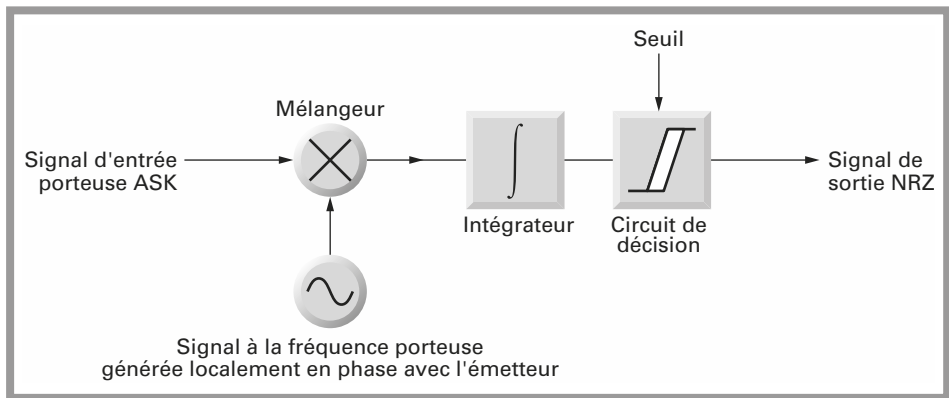 Seuil
Mélangeur
Signal d'entrée
porteuse ASK
Signal de
sortie NRZ
Intégrateur
Circuit de
décision
Signal à la fréquence porteuse
générée localement en phase avec l'émetteur